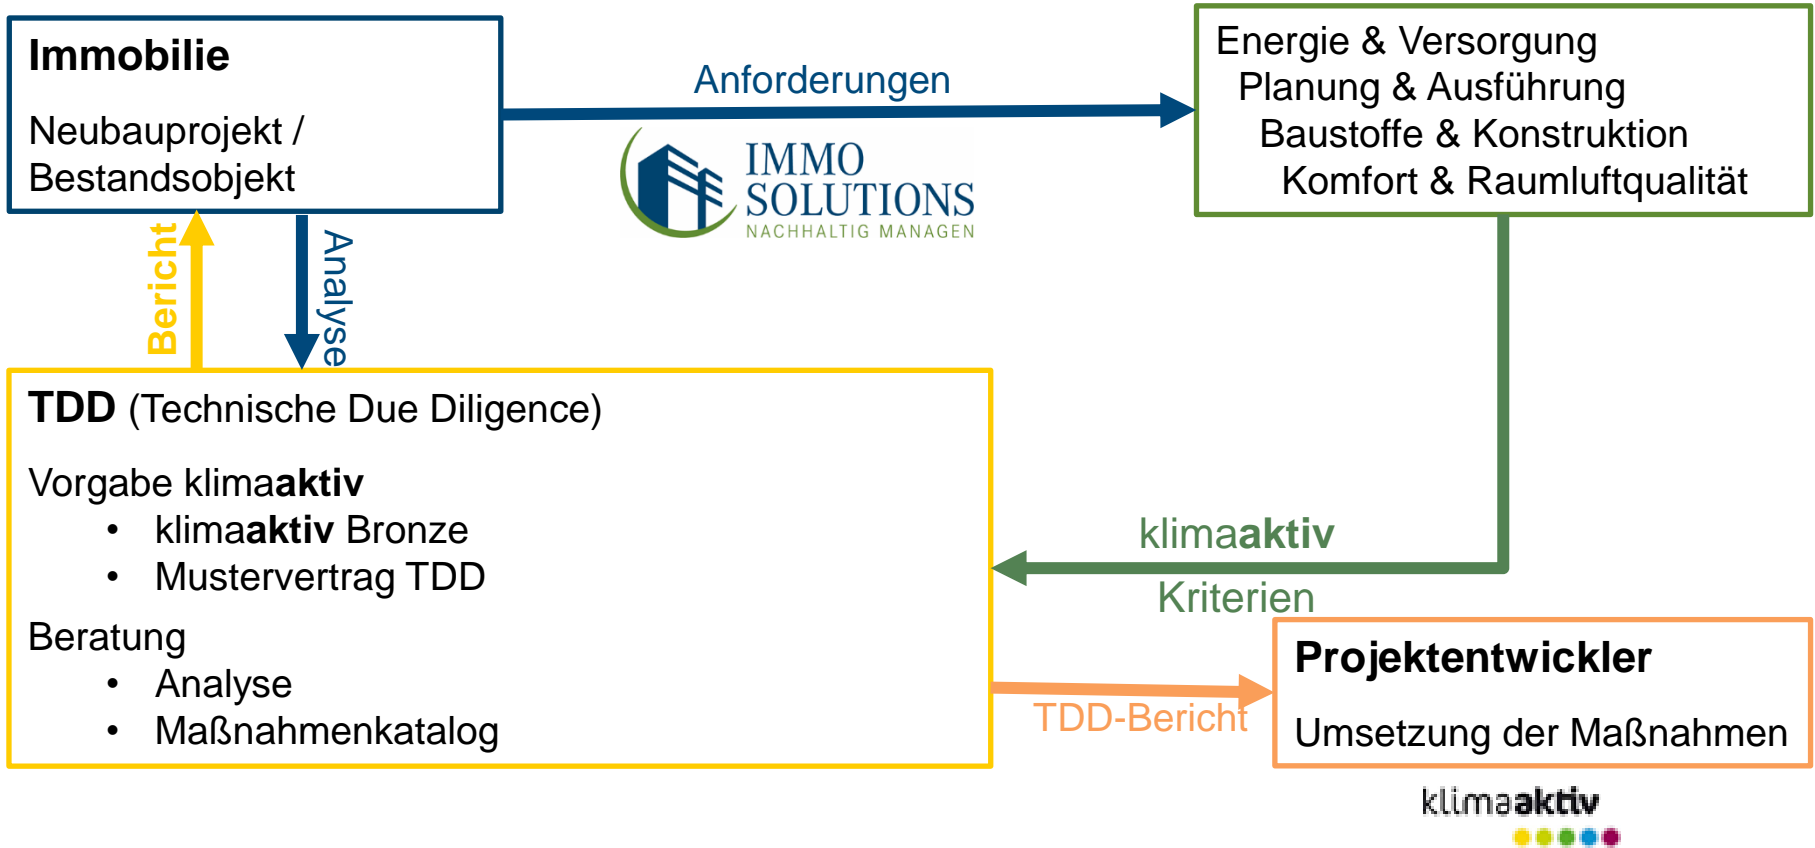 Immobilie
Neubauprojekt /
Bestandsobjekt
Anforderungen
IMMO
SOLUTIONS
NACHHALTIG MANAGEN
Energie & Versorgung
Planung & Ausführung
Baustoffe & Konstruktion
Komfort & Raumluftqualität
Bericht
Analyse
TDD (Technische Due Diligence)
Vorgabe klimaaktiv
• klimaaktiv Bronze
• Mustervertrag TDD
Beratung
• Analyse
• Maßnahmenkatalog
klimaaktiv
Kriterien
TDD-Bericht
Projektentwickler
Umsetzung der Maßnahmen
klimaaktiv